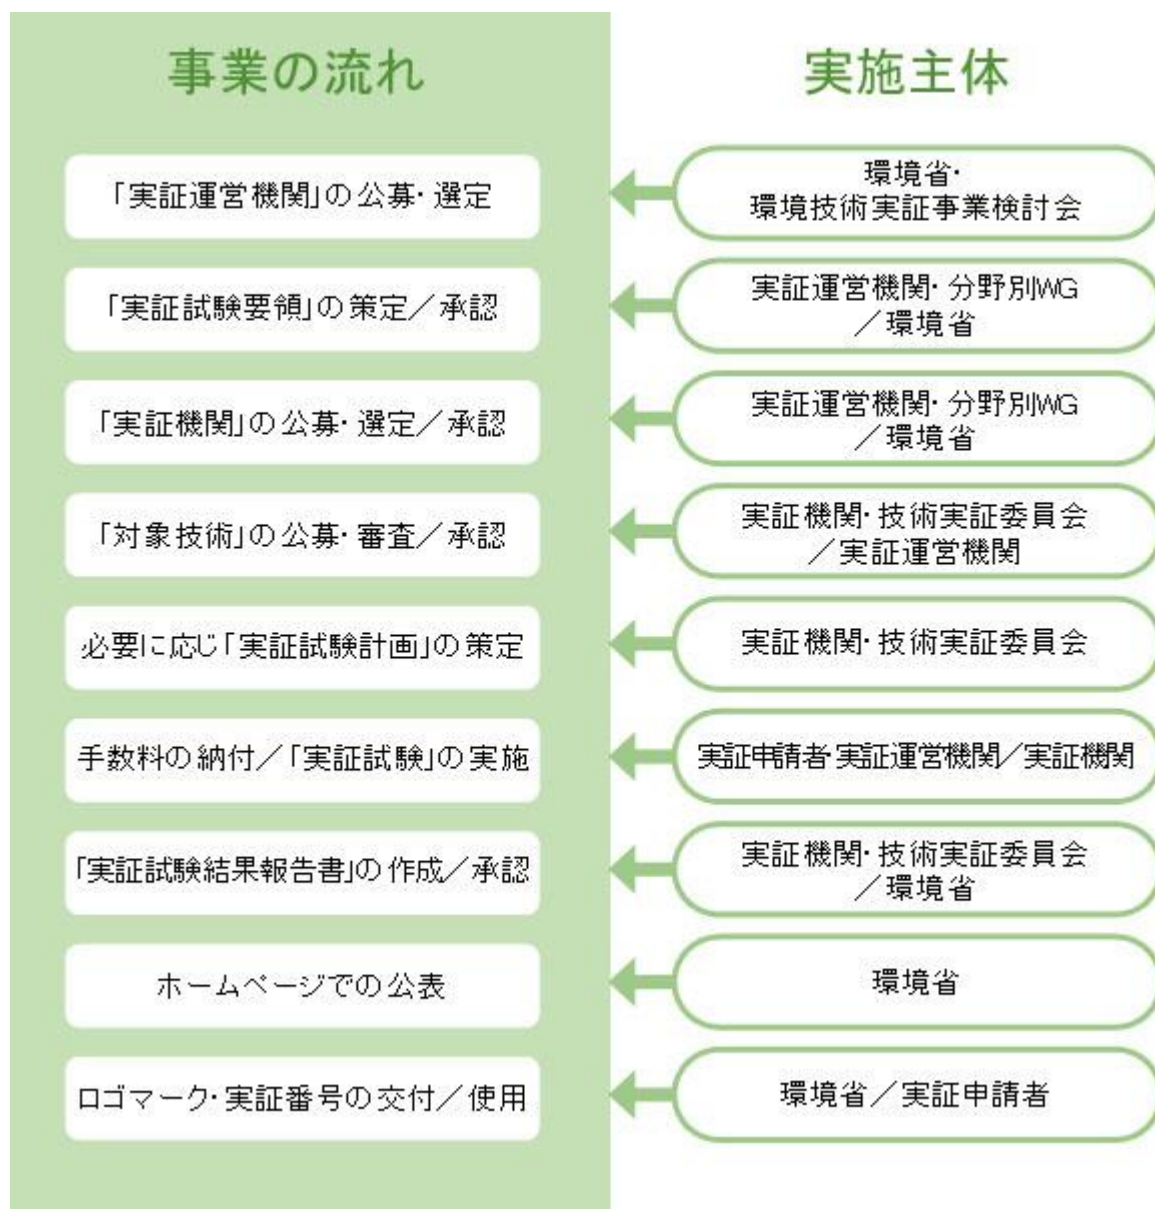 事業の流れ
実施主体
「実証運営機関」の公募・選定
環境省・
環境技術実証事業検討会
「実証試験要領」の策定／承認
実証運営機関・分野別WG
／環境省
「実証機関」の公募・選定／承認
実証運営機関・分野別WG
／環境省
「対象技術」の公募・審査／承認
実証機関・技術実証委員会
／実証運営機関
必要に応じ「実証試験計画」の策定
実証機関・技術実証委員会
手数料の納付／「実証試験」の実施
実証申請者・実証運営機関／実証機関
「実証試験結果報告書」の作成／承認
実証機関・技術実証委員会
／環境省
ホームページでの公表
環境省
ロゴマーク・実証番号の交付／使用
環境省／実証申請者